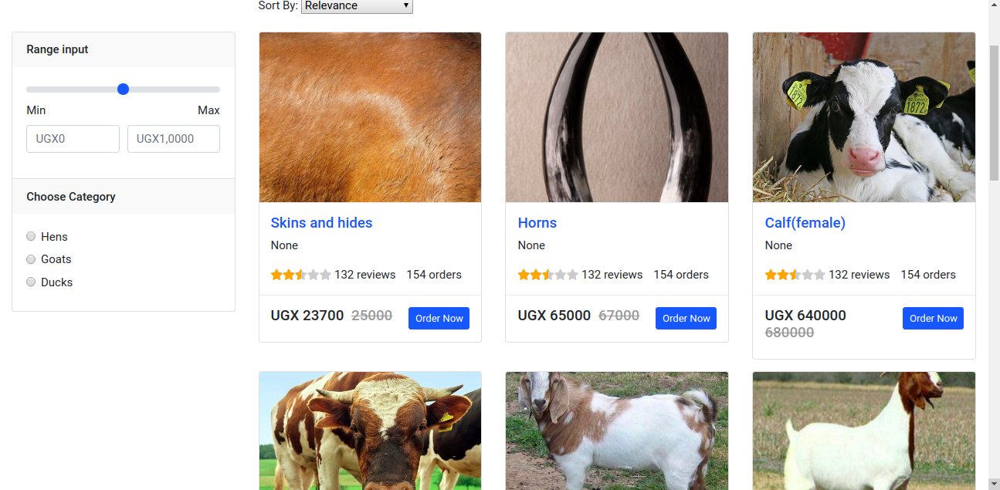 Sort By: Relevance
Range input
Min Max
UGX0 UGX1,0000
Choose Category
Hens
Goats
Ducks
Skins and hides
None
132 reviews 154 orders
UGX 23700 25000 Order Now
Horns
None
132 reviews 154 orders
UGX 65000 67000 Order Now
1872
Calf(female)
None
132 reviews 154 orders
UGX 640000 Order Now
680000